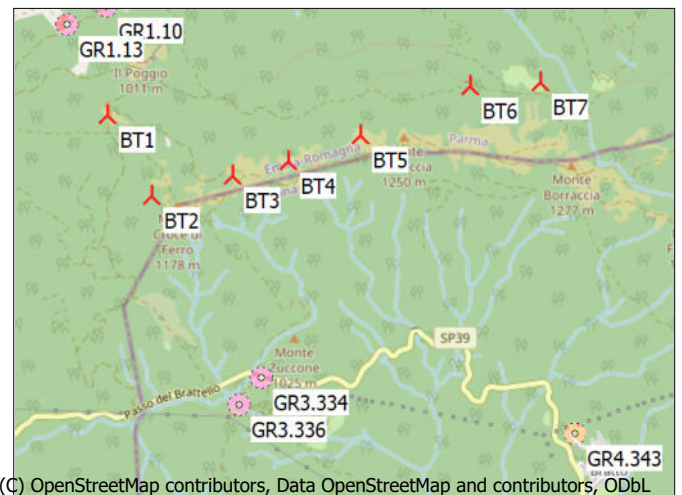 GR1.10
GR1.13
Il Poggio
1011 m
BT1
BT6
BT7
BT5
Parma
1250 m
BT4
BT3
BT2
Monte
Borraccia
1277 m
Croce di
Ferro
1178 m
SP39
Monte
Zuccone
1025 m
Passo del Brattello
GR3.334
GR3.336
GR4.343
(C) OpenStreetMap contributors, Data OpenStreetMap and contributors, ODbL